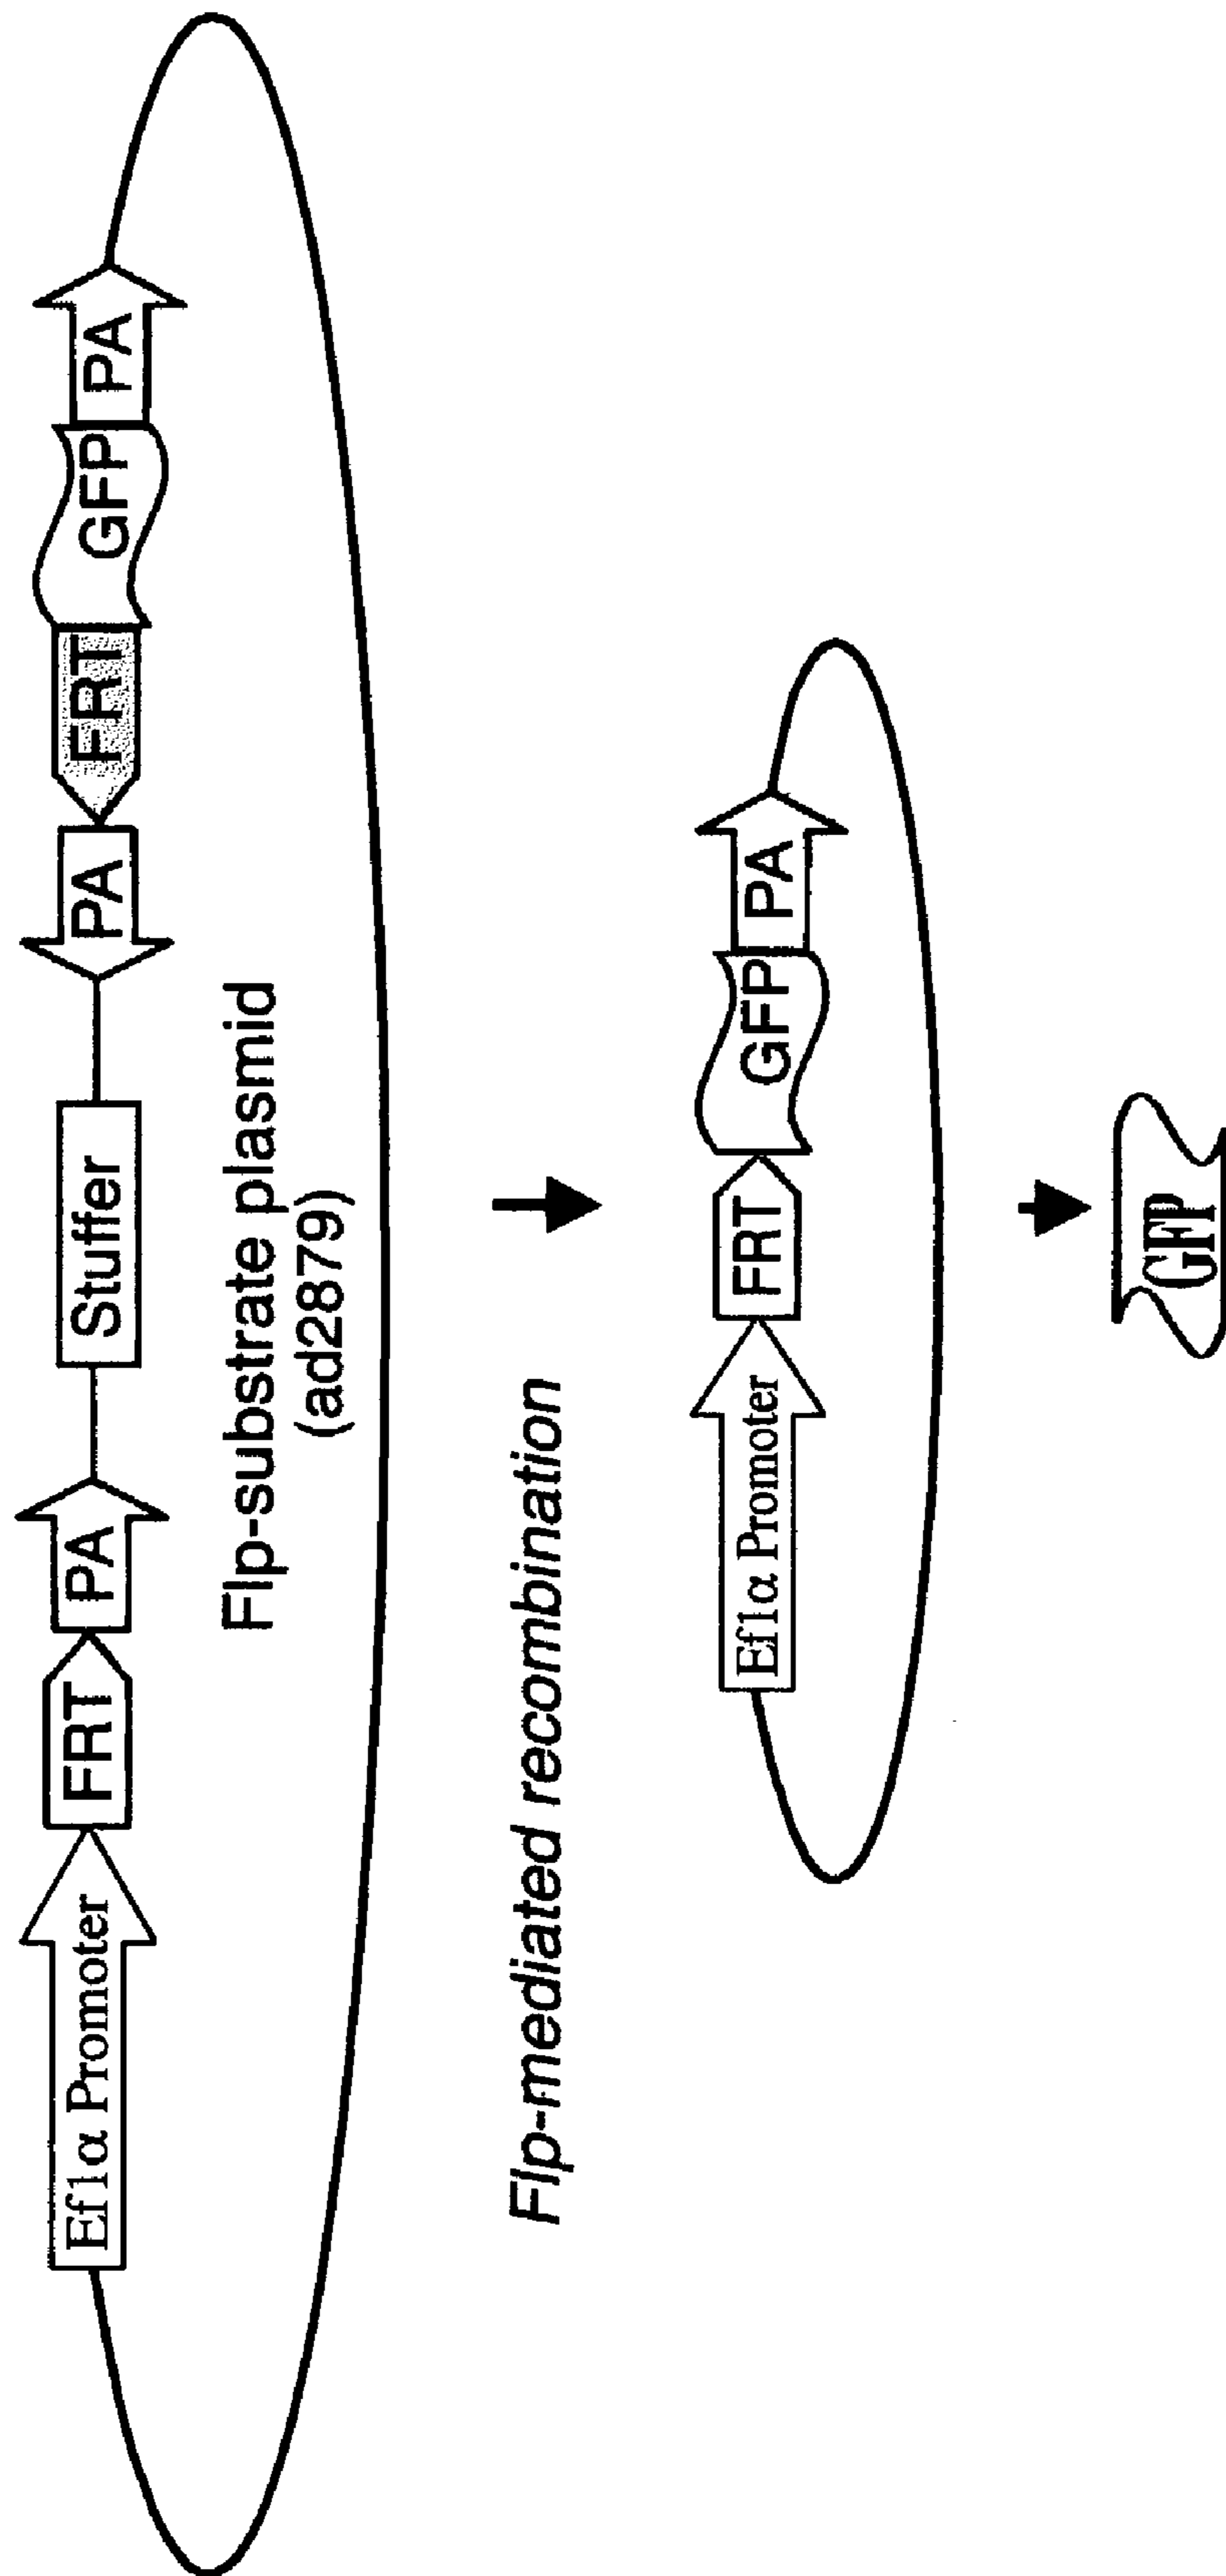 Ef1α Promoter
FRT
PA
Stuffer
PA
FRT
GFP
PA
Flp-substrate plasmid
(ad2879)
Flp-mediated recombination
Ef1α Promoter
FRT
GFP
PA
GFP